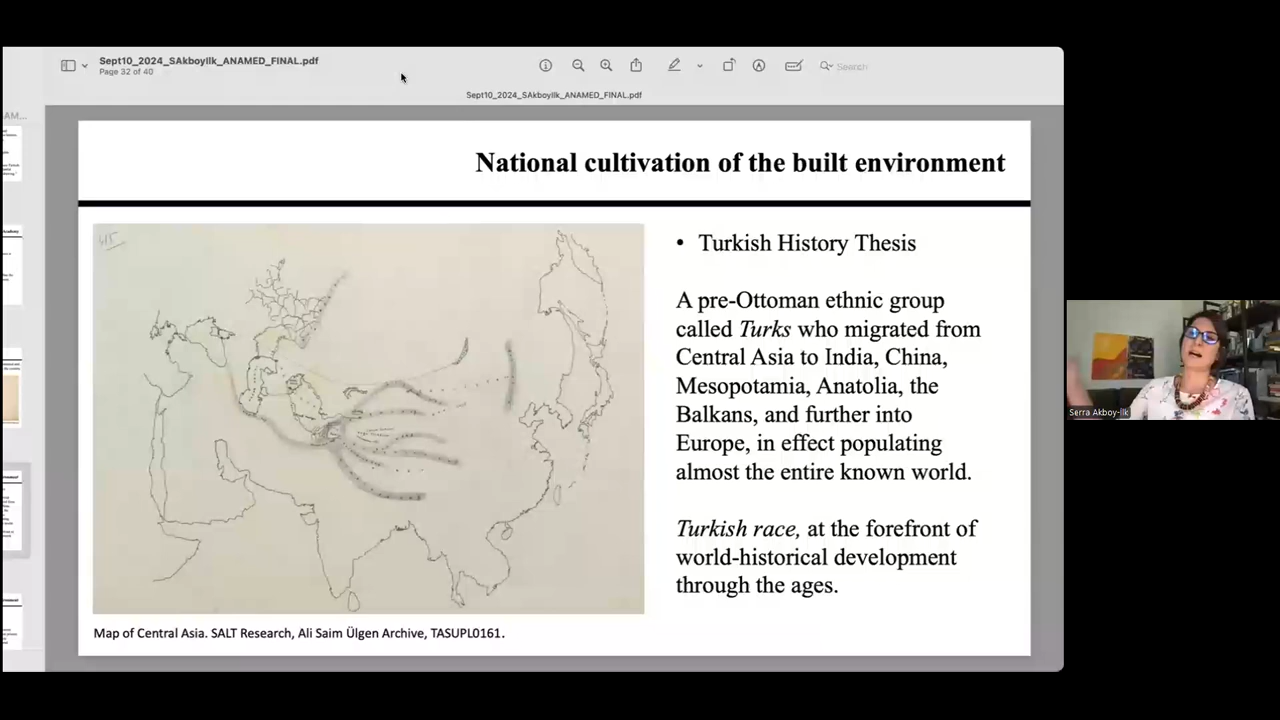 Sept10_2024_SAkboyIlk_ANAMED_FINAL.pdf
Page 32 of 40
Search
Sept10_2024_SAkboyIlk_ANAMED_FINAL.pdf
AM...
National cultivation of the built environment
• Turkish History Thesis
A pre-Ottoman ethnic group
called Turks who migrated from
Central Asia to India, China,
Mesopotamia, Anatolia, the
Balkans, and further into
Europe, in effect populating
almost the entire known world.
Turkish race, at the forefront of
world-historical development
through the ages.
Map of Central Asia. SALT Research, Ali Saim Ülgen Archive, TASUPL0161.
Serra Akboy-İlk